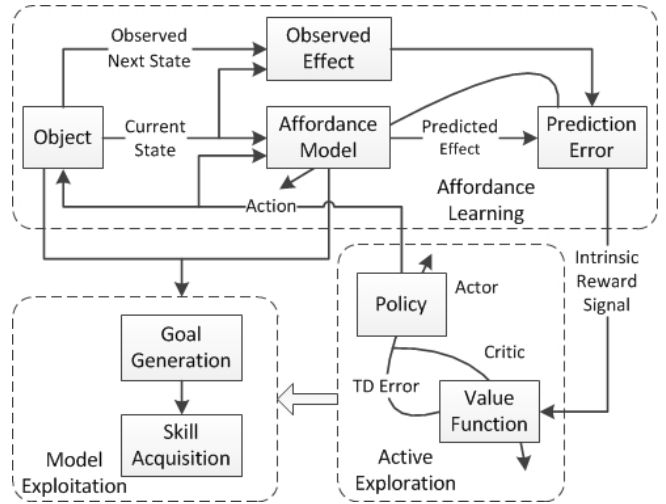 Observed
Next State
Observed
Effect
Object
Current
State
Affordance
Model
Predicted
Effect
Prediction
Error
Action
Affordance
Learning
Intrinsic
Reward
Signal
Policy
Actor
Critic
TD Error
Value
Function
Active
Exploration
Goal
Generation
Skill
Acquisition
Model
Exploitation